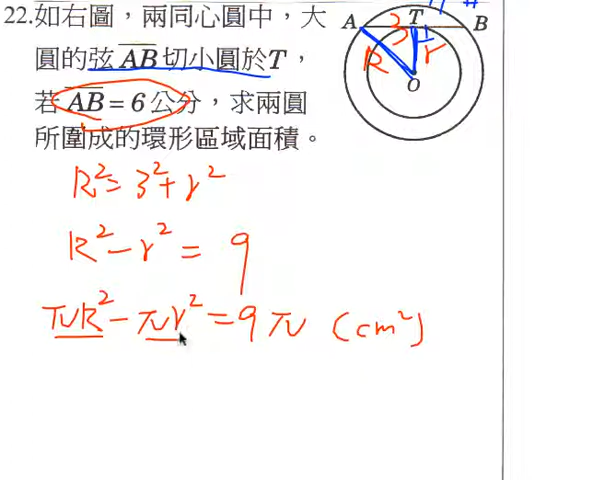 22.如右圖，兩同心圓中，大
圓的弦AB切小圓於T，
若AB=6公分，求兩圓
所圍成的環形區域面積。
A
T
B
3
R
r
O
R²=3²+r²
R²-r²=9
πR²-πr²=9π (cm²)